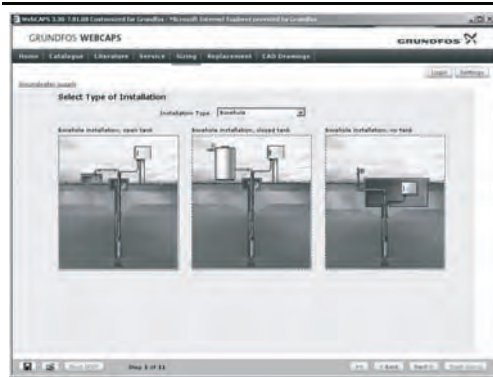 WebCAPS 3.30-7.01.09 Customized for Grundfos - Microsoft Internet Explorer provided by Grundfos
GRUNDFOS WEBCAPS
GRUNDFOS
Home Catalogue Literature Service Sizing Replacement CAD Drawings
Login Settings
Groundwater supply
Select Type of Installation
Installation Type Borehole
Borehole installation, open tank Borehole installation, closed tank Borehole installation, no tank
Step 1 of 11
< Back Next >